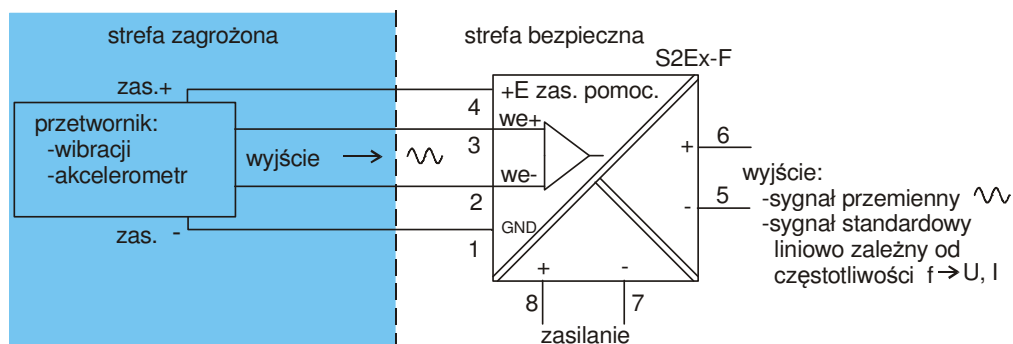 strefa zagrożona
strefa bezpieczna
S2Ex-F
zas.+
+E zas. pomoc.
4
przetwornik:
-wibracji
-akcelerometr
wyjście
we+
3
we-
2
zas. -
GND
1
+ 6
- 5
wyjście:
-sygnał przemienny
-sygnał standardowy
liniowo zależny od
częstotliwości f → U, I
+ -
8 7
zasilanie